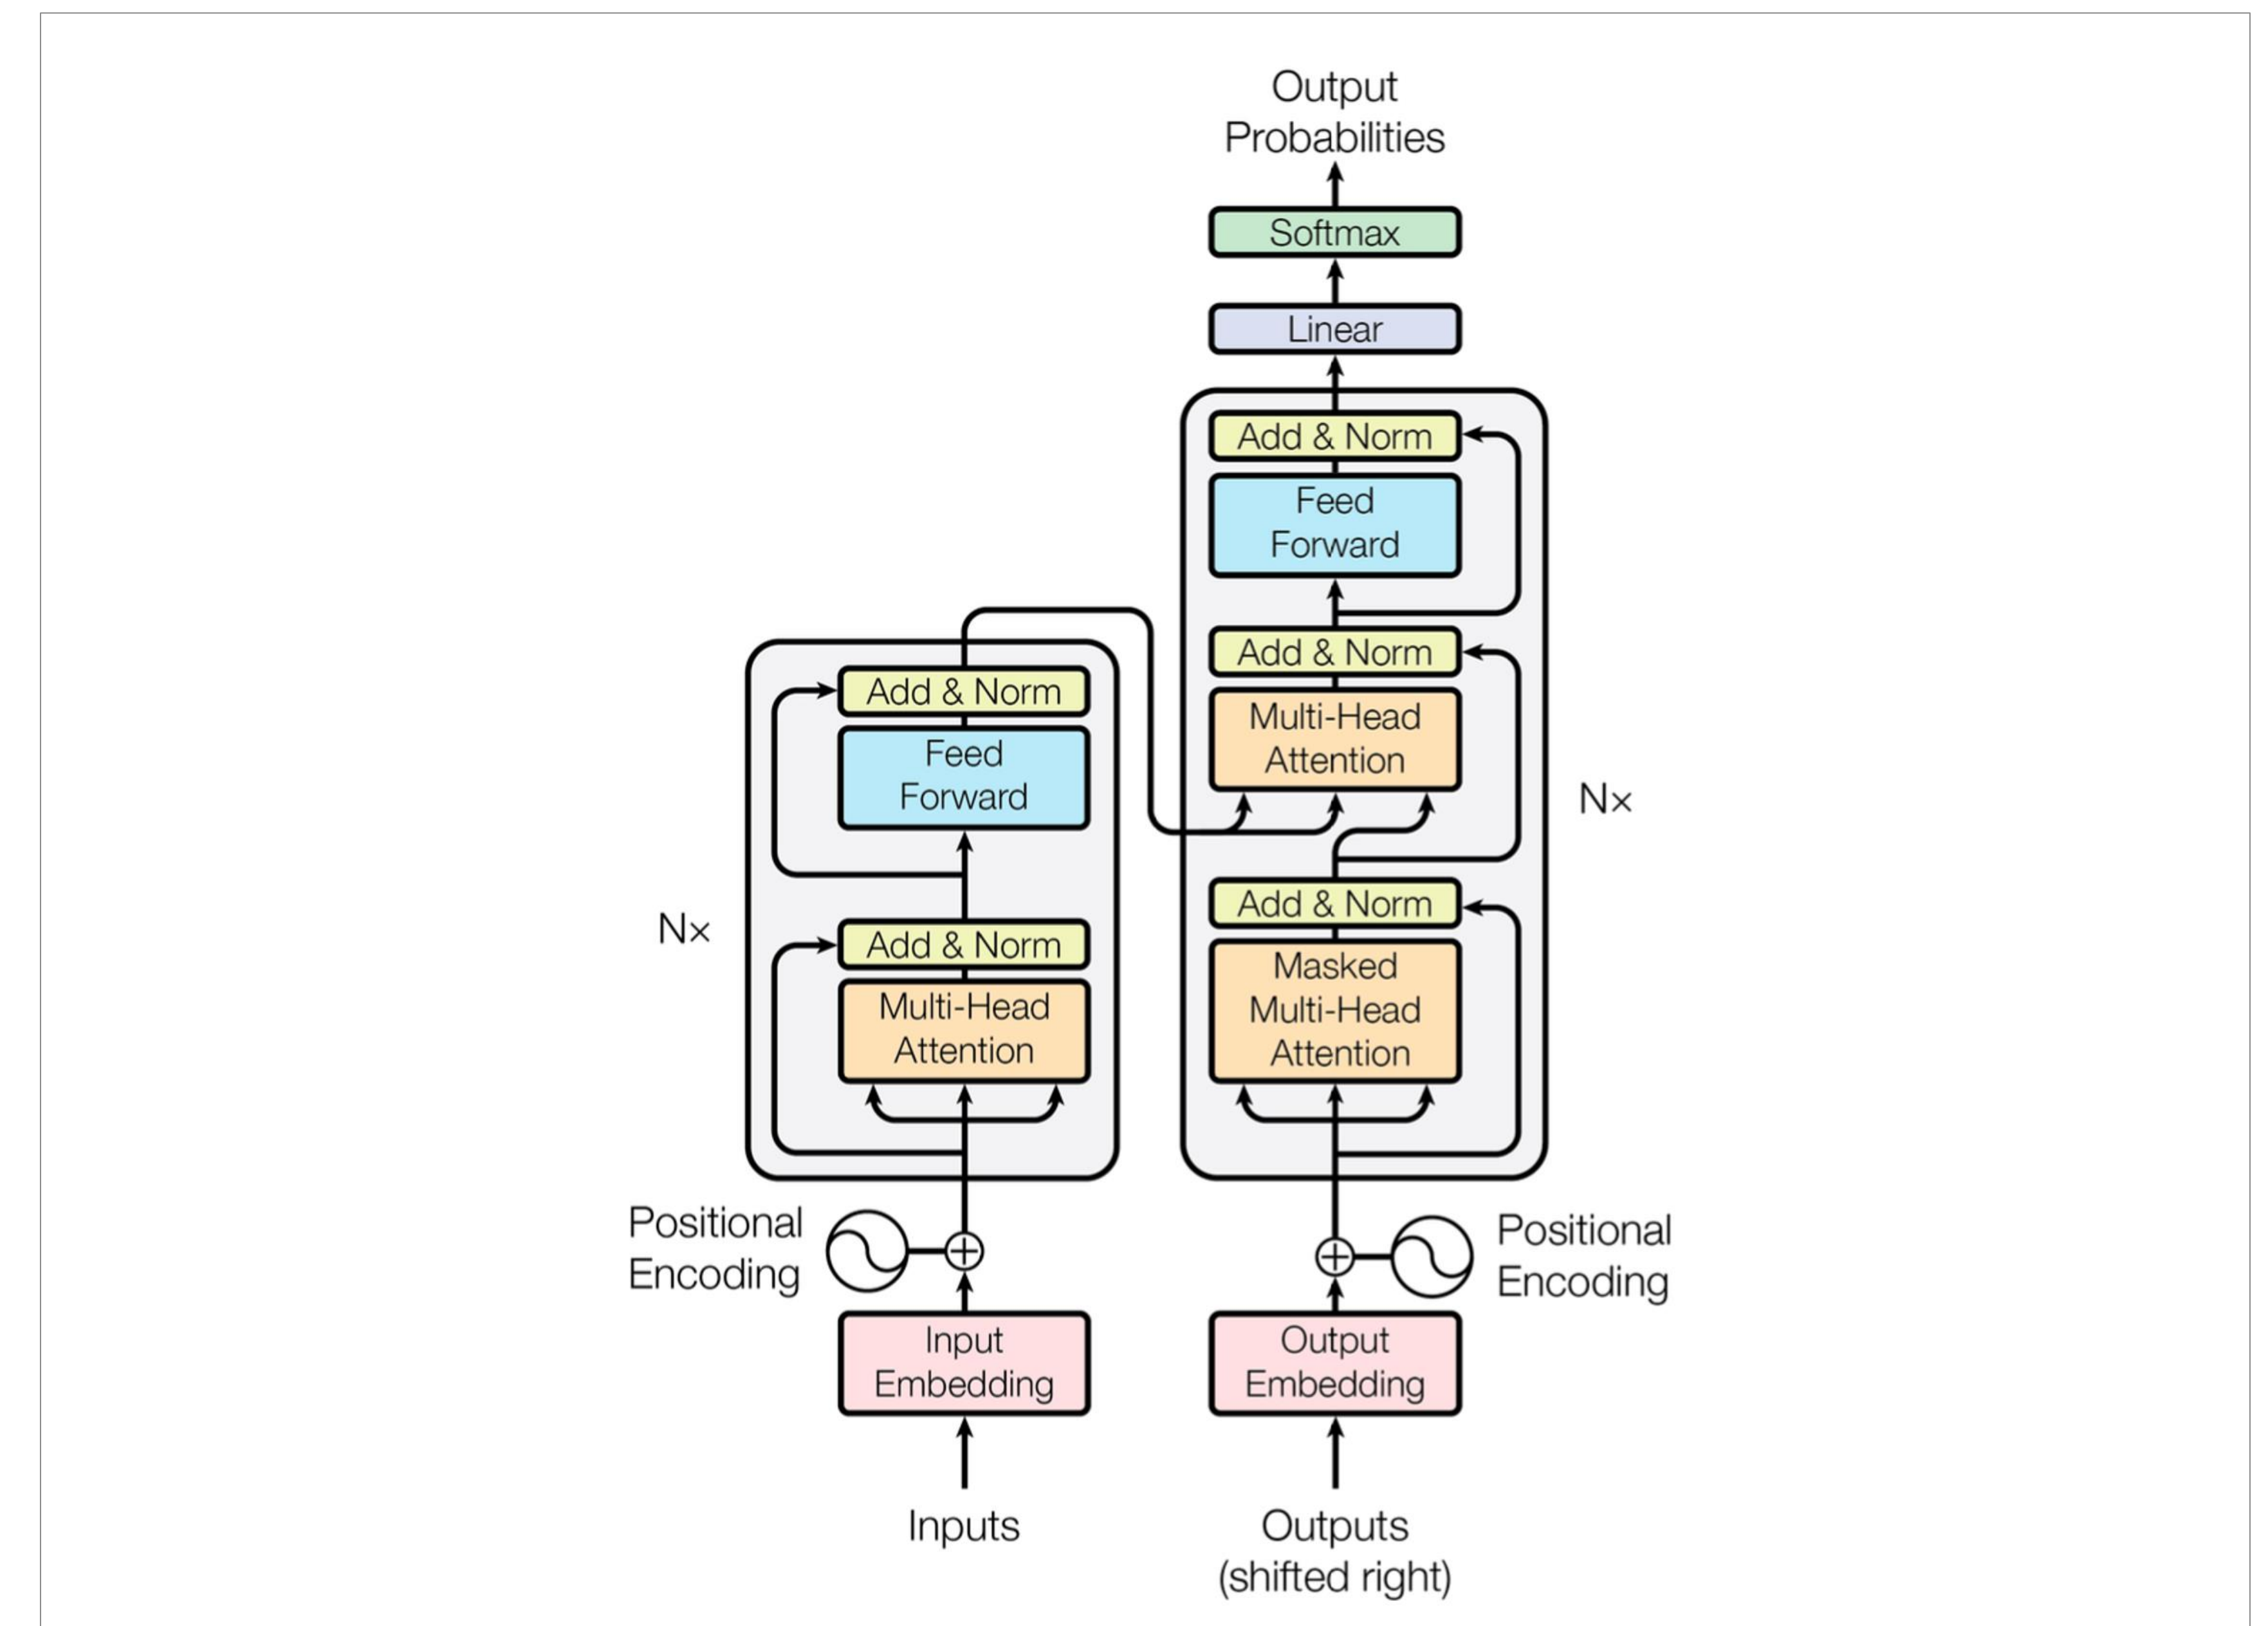 Output
Probabilities
Softmax
Linear
Add & Norm
Feed
Forward
Add & Norm
Multi-Head
Attention
Nx
Add & Norm
Masked
Multi-Head
Attention
Add & Norm
Feed
Forward
Nx
Add & Norm
Multi-Head
Attention
Positional
Encoding
Positional
Encoding
Input
Embedding
Output
Embedding
Inputs
Outputs
(shifted right)